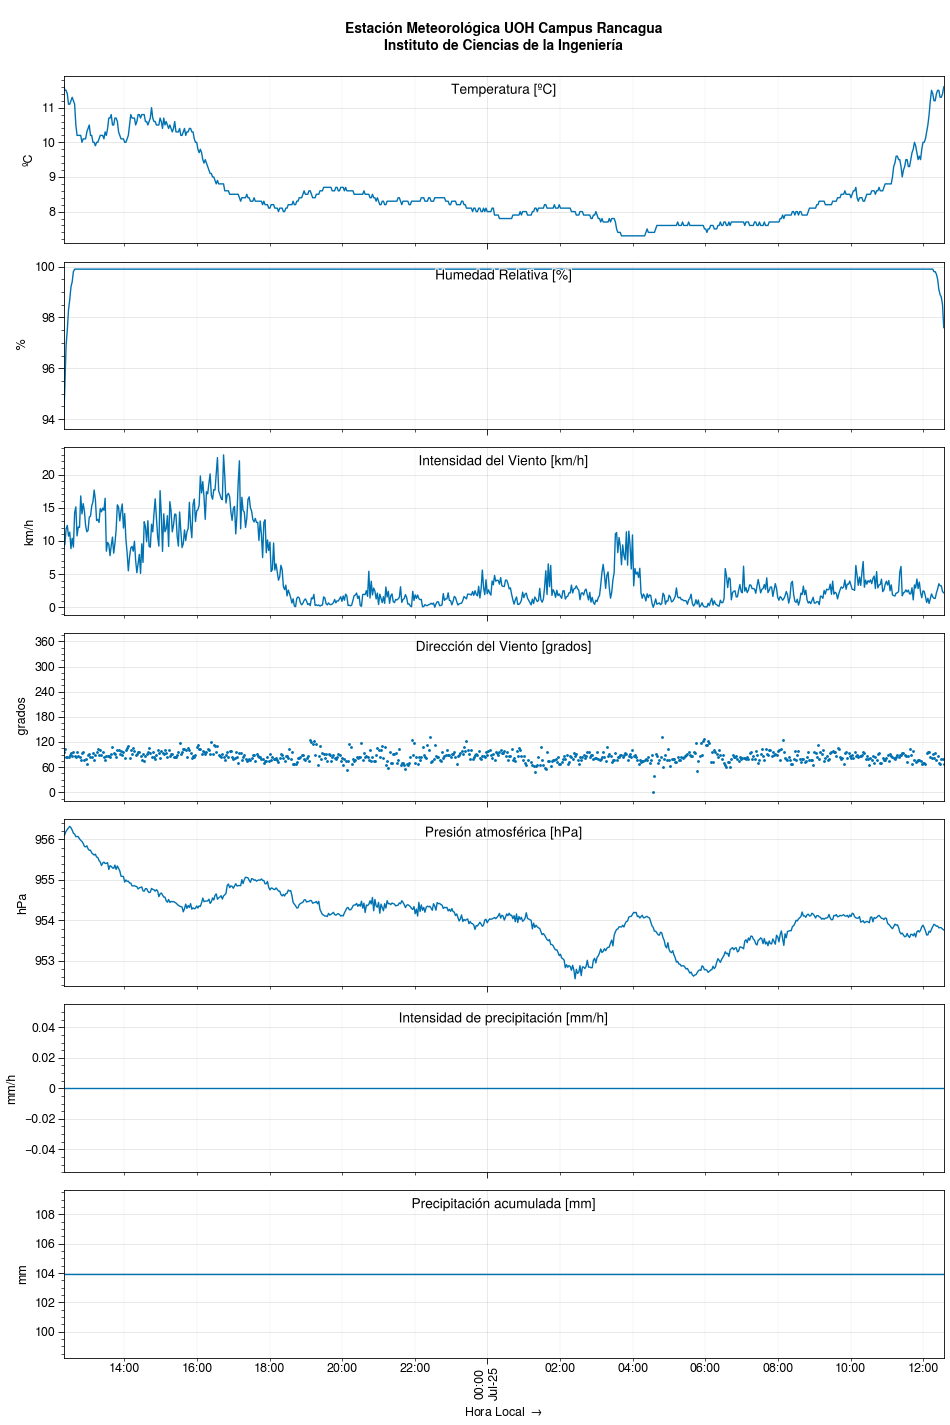 Estación Meteorológica UOH Campus Rancagua
Instituto de Ciencias de la Ingeniería
Temperatura [ºC]
ºC
11
10
9
8
Humedad Relativa [%]
%
100
98
96
94
Intensidad del Viento [km/h]
km/h
20
15
10
5
0
Dirección del Viento [grados]
grados
360
300
240
180
120
60
0
Presión atmosférica [hPa]
hPa
956
955
954
953
Intensidad de precipitación [mm/h]
mm/h
0.04
0.02
0
−0.02
−0.04
Precipitación acumulada [mm]
mm
108
106
104
102
100
14:00 16:00 18:00 20:00 22:00 00:00 02:00 04:00 06:00 08:00 10:00 12:00
Jul-25
Hora Local →